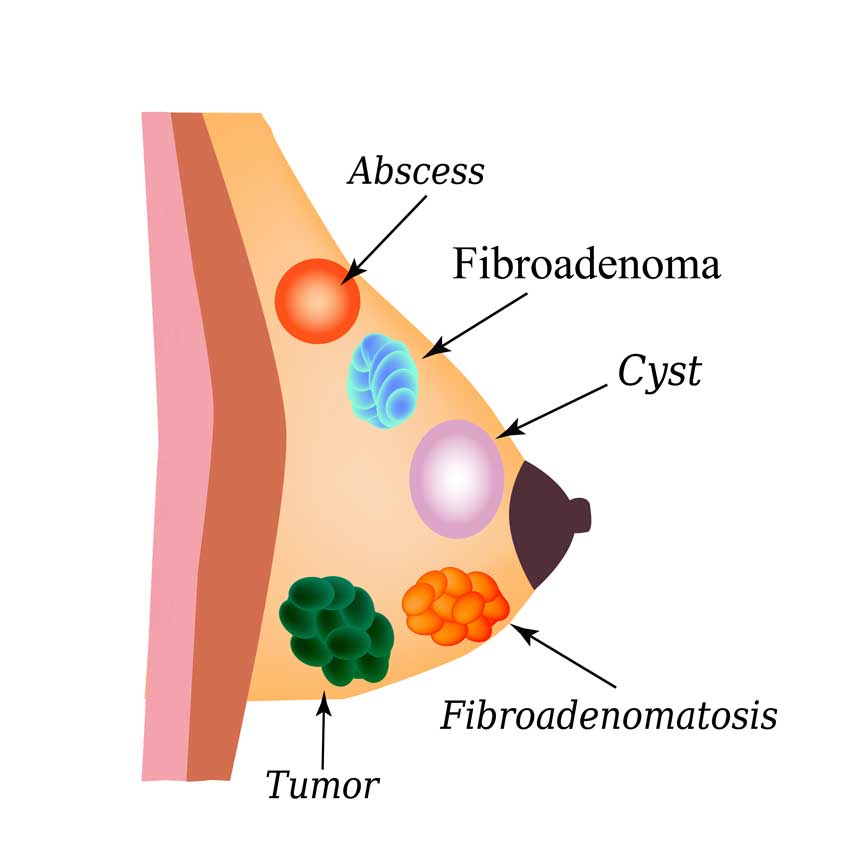 Abscess
Fibroadenoma
Cyst
Fibroadenomatosis
Tumor